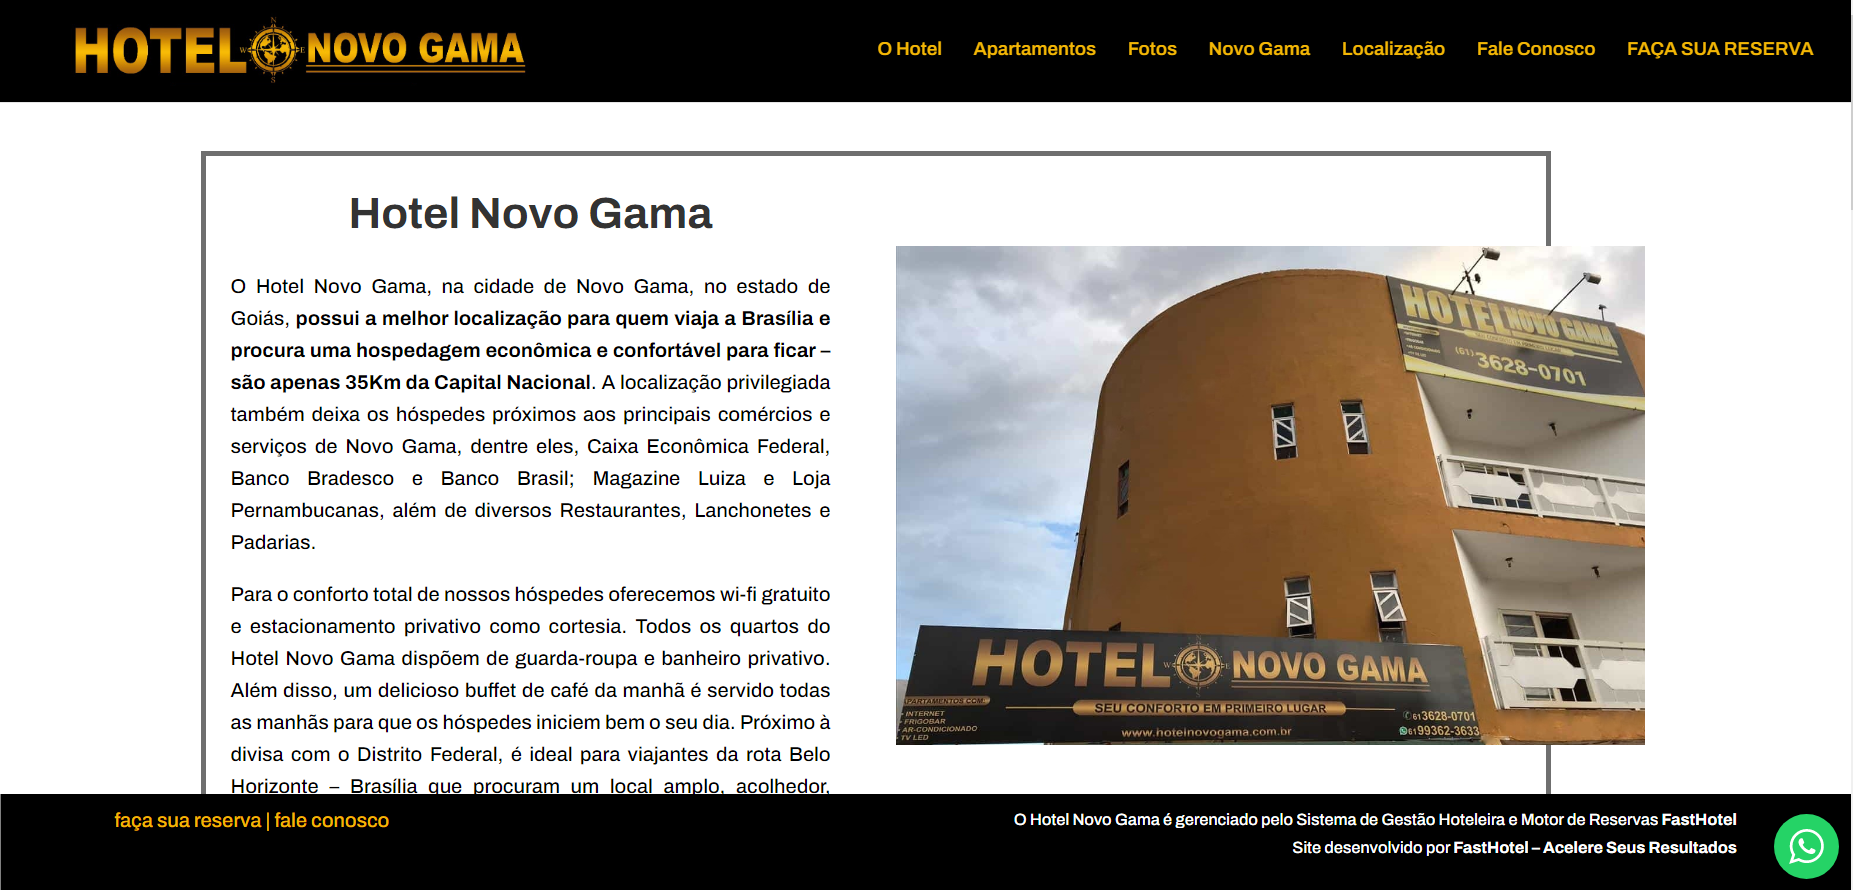 HOTEL NOVO GAMA
O Hotel Apartamentos Fotos Novo Gama Localização Fale Conosco FAÇA SUA RESERVA
Hotel Novo Gama
O Hotel Novo Gama, na cidade de Novo Gama, no estado de
Goiás, possui a melhor localização para quem viaja a Brasília e
procura uma hospedagem econômica e confortável para ficar –
são apenas 35Km da Capital Nacional. A localização privilegiada
também deixa os hóspedes próximos aos principais comércios e
serviços de Novo Gama, dentre eles, Caixa Econômica Federal,
Banco Bradesco e Banco Brasil; Magazine Luiza e Loja
Pernambucanas, além de diversos Restaurantes, Lanchonetes e
Padarias.
Para o conforto total de nossos hóspedes oferecemos wi-fi gratuito
e estacionamento privativo como cortesia. Todos os quartos do
Hotel Novo Gama dispõem de guarda-roupa e banheiro privativo.
Além disso, um delicioso buffet de café da manhã é servido todas
as manhãs para que os hóspedes iniciem bem o seu dia. Próximo à
divisa com o Distrito Federal, é ideal para viajantes da rota Belo
Horizonte – Brasília que procuram um local amplo, acolhedor,
HOTEL NOVO GAMA
(61) 3628-0701
HOTEL NOVO GAMA
SEU CONFORTO EM PRIMEIRO LUGAR
APARTAMENTOS COM:
- INTERNET
- FRIGOBAR
- AR-CONDICIONADO
- TV LED
www.hotelnovogama.com.br
61 3628-0701
61 99362-3633
faça sua reserva | fale conosco
O Hotel Novo Gama é gerenciado pelo Sistema de Gestão Hoteleira e Motor de Reservas FastHotel
Site desenvolvido por FastHotel – Acelere Seus Resultados